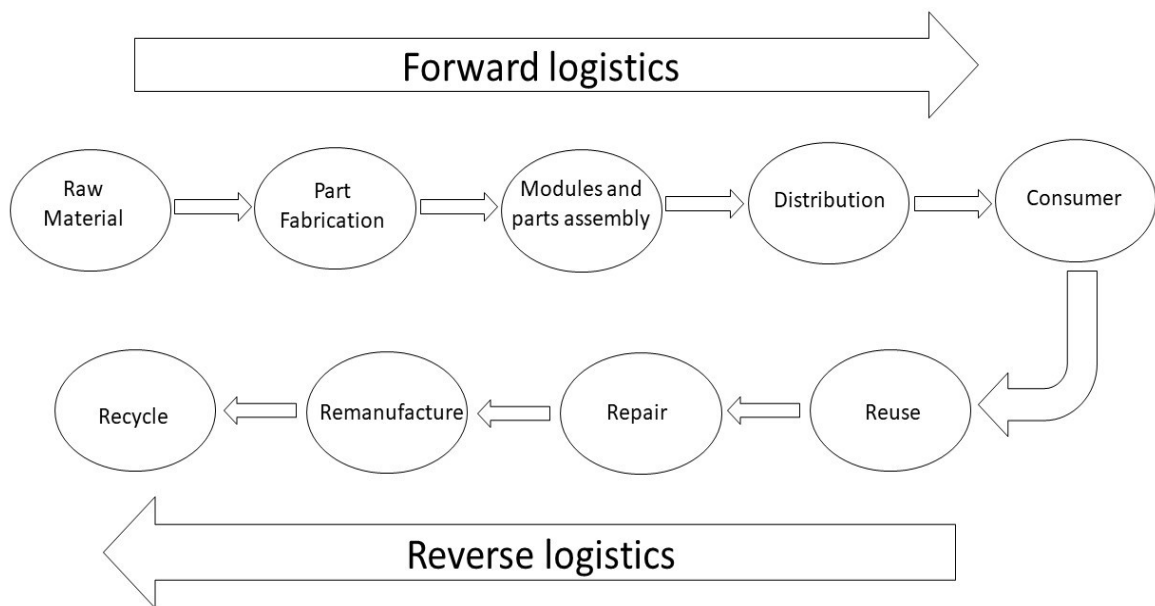 Forward logistics
Raw
Material
Part
Fabrication
Modules and
parts assembly
Distribution
Consumer
Recycle
Remanufacture
Repair
Reuse
Reverse logistics